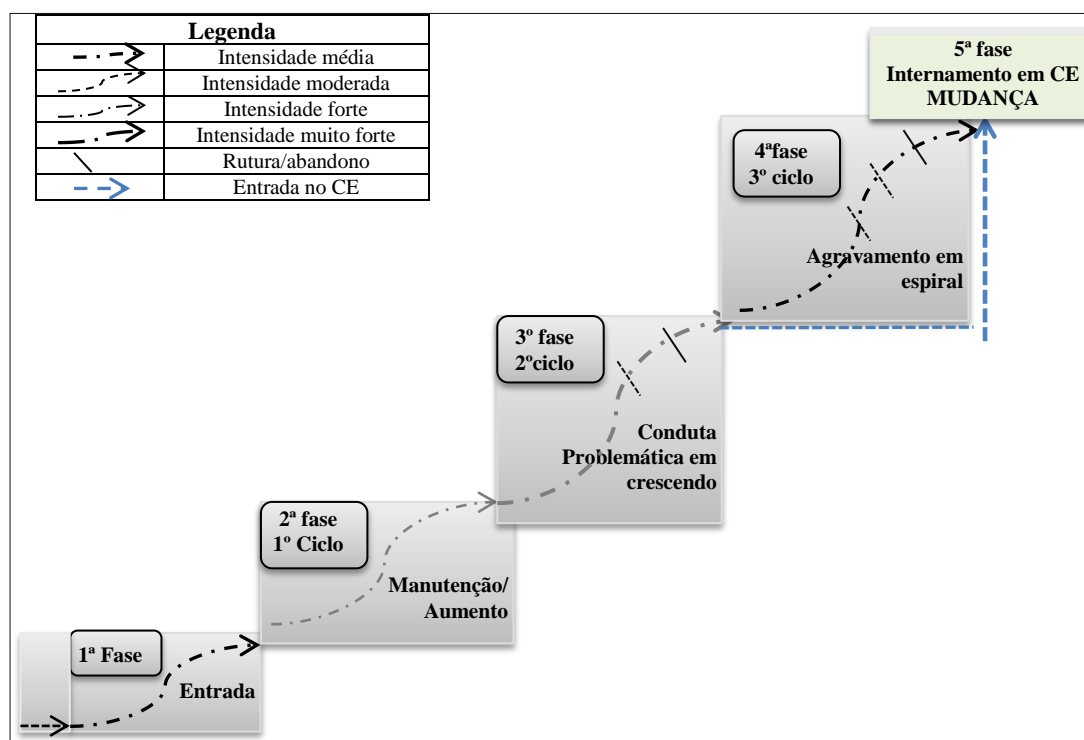 Legenda
Intensidade média
Intensidade moderada
Intensidade forte
Intensidade muito forte
Rutura/abandono
Entrada no CE
5ª fase
Internamento em CE
MUDANÇA
4ªfase
3º ciclo
Agravamento em
espiral
3º fase
2ºciclo
Conduta
Problemática em
crescendo
2ª fase
1º Ciclo
Manutenção/
Aumento
1ª Fase
Entrada